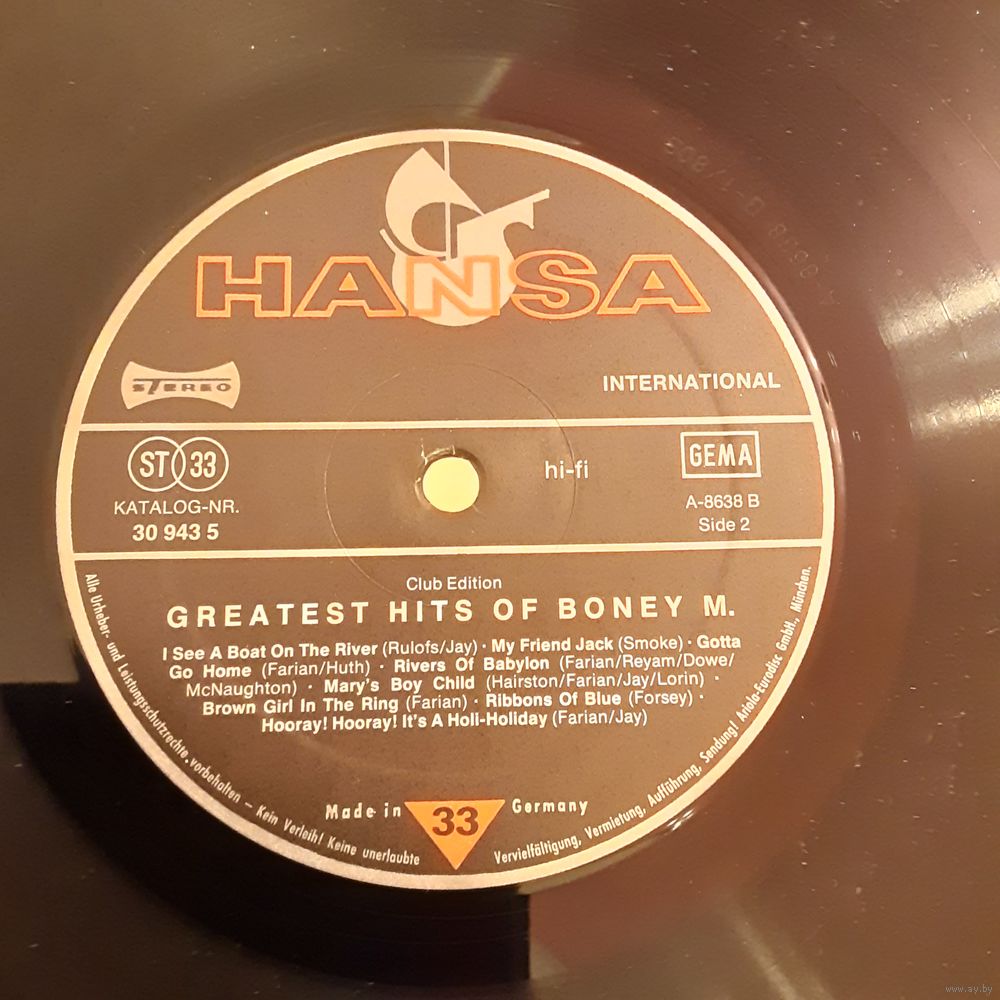 HANSA
STEREO
INTERNATIONAL
ST 33
hi-fi
GEMA
KATALOG-NR.
30 943 5
A-8638 B
Side 2
Club Edition
GREATEST HITS OF BONEY M.
I See A Boat On The River (Rulofs/Jay) · My Friend Jack (Smoke) · Gotta
Go Home (Farian/Huth) · Rivers Of Babylon (Farian/Reyam/Dowe/
McNaughton) · Mary's Boy Child (Hairston/Farian/Jay/Lorin) ·
Brown Girl In The Ring (Farian) · Ribbons Of Blue (Forsey) ·
Hooray! Hooray! It's A Holi-Holiday (Farian/Jay)
Made in 33 Germany
Alle Urheber- und Leistungsschutzrechte vorbehalten – Kein Verleih! Keine unerlaubte Vervielfältigung, Vermietung, Aufführung, Sendung! Ariola-Eurodisc GmbH., München.
www.ay.by